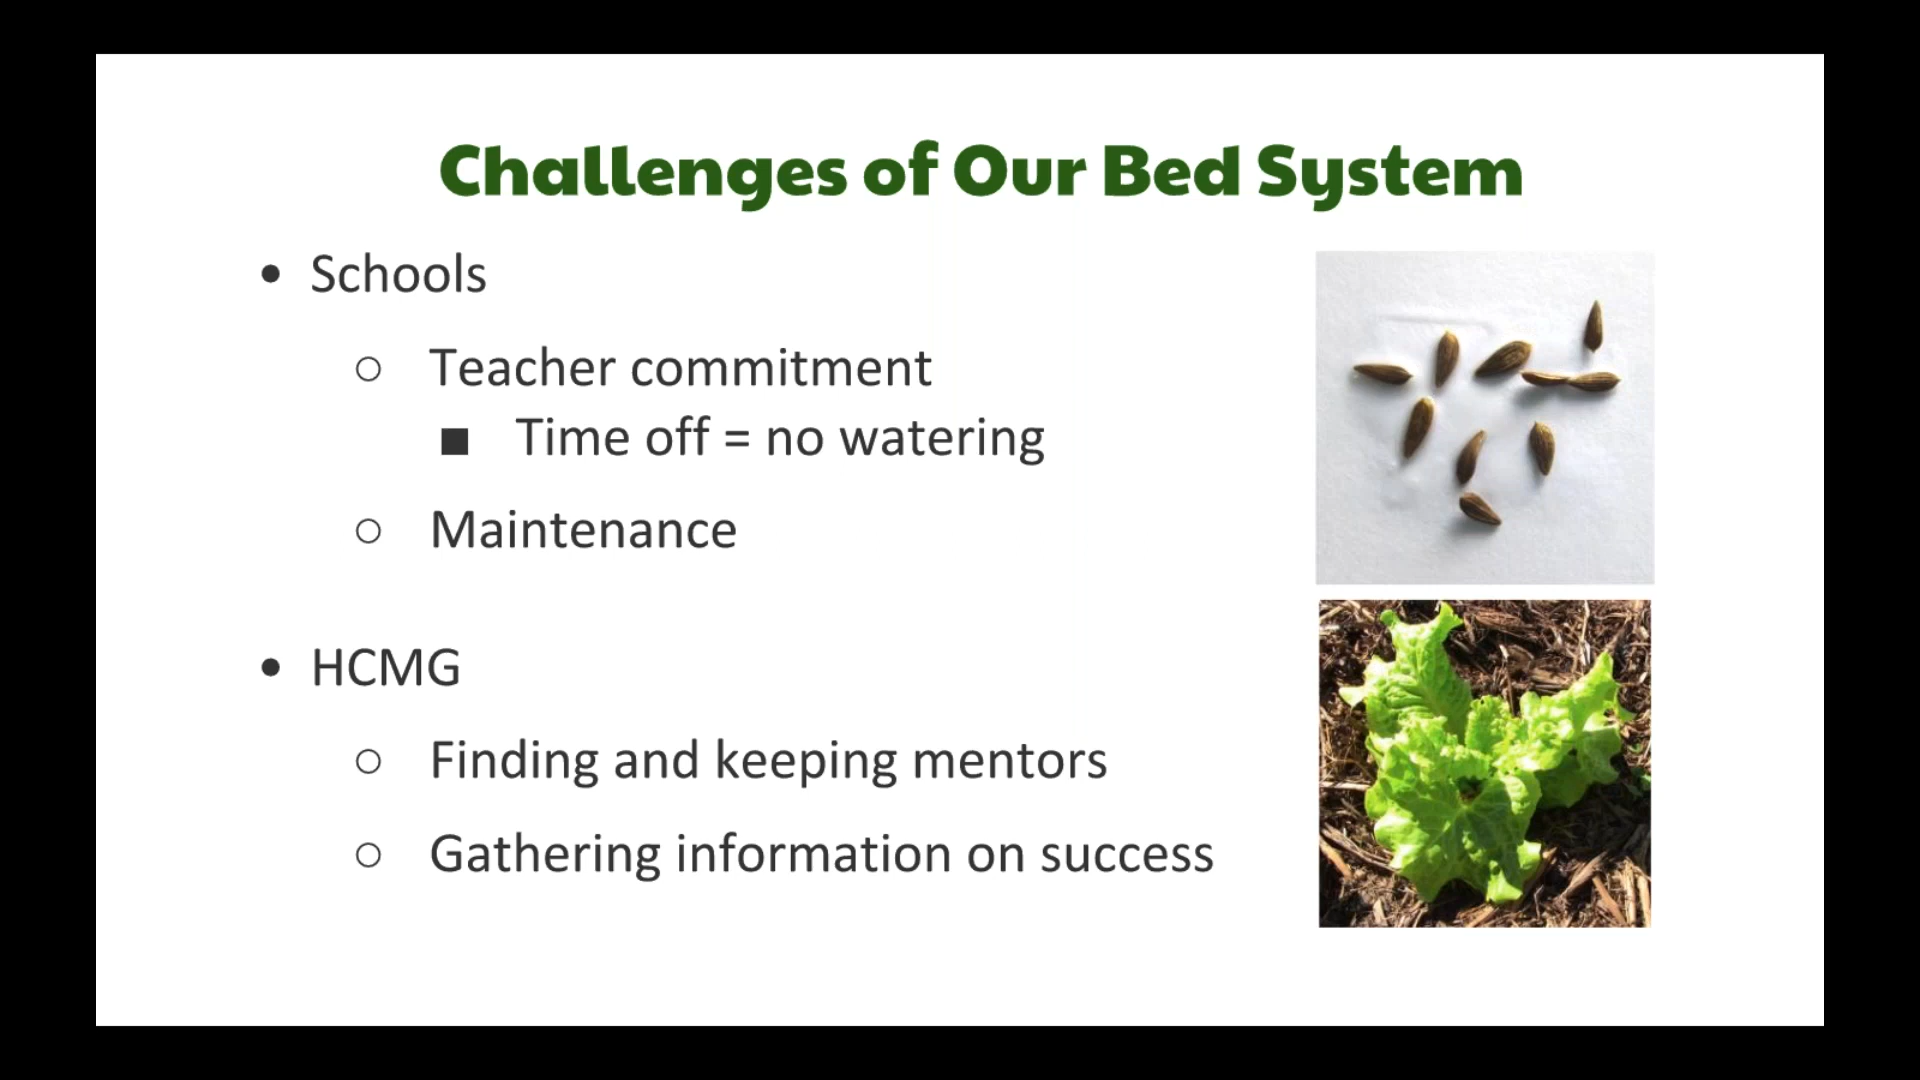 Challenges of Our Bed System
• Schools
○ Teacher commitment
■ Time off = no watering
○ Maintenance
• HCMG
○ Finding and keeping mentors
○ Gathering information on success